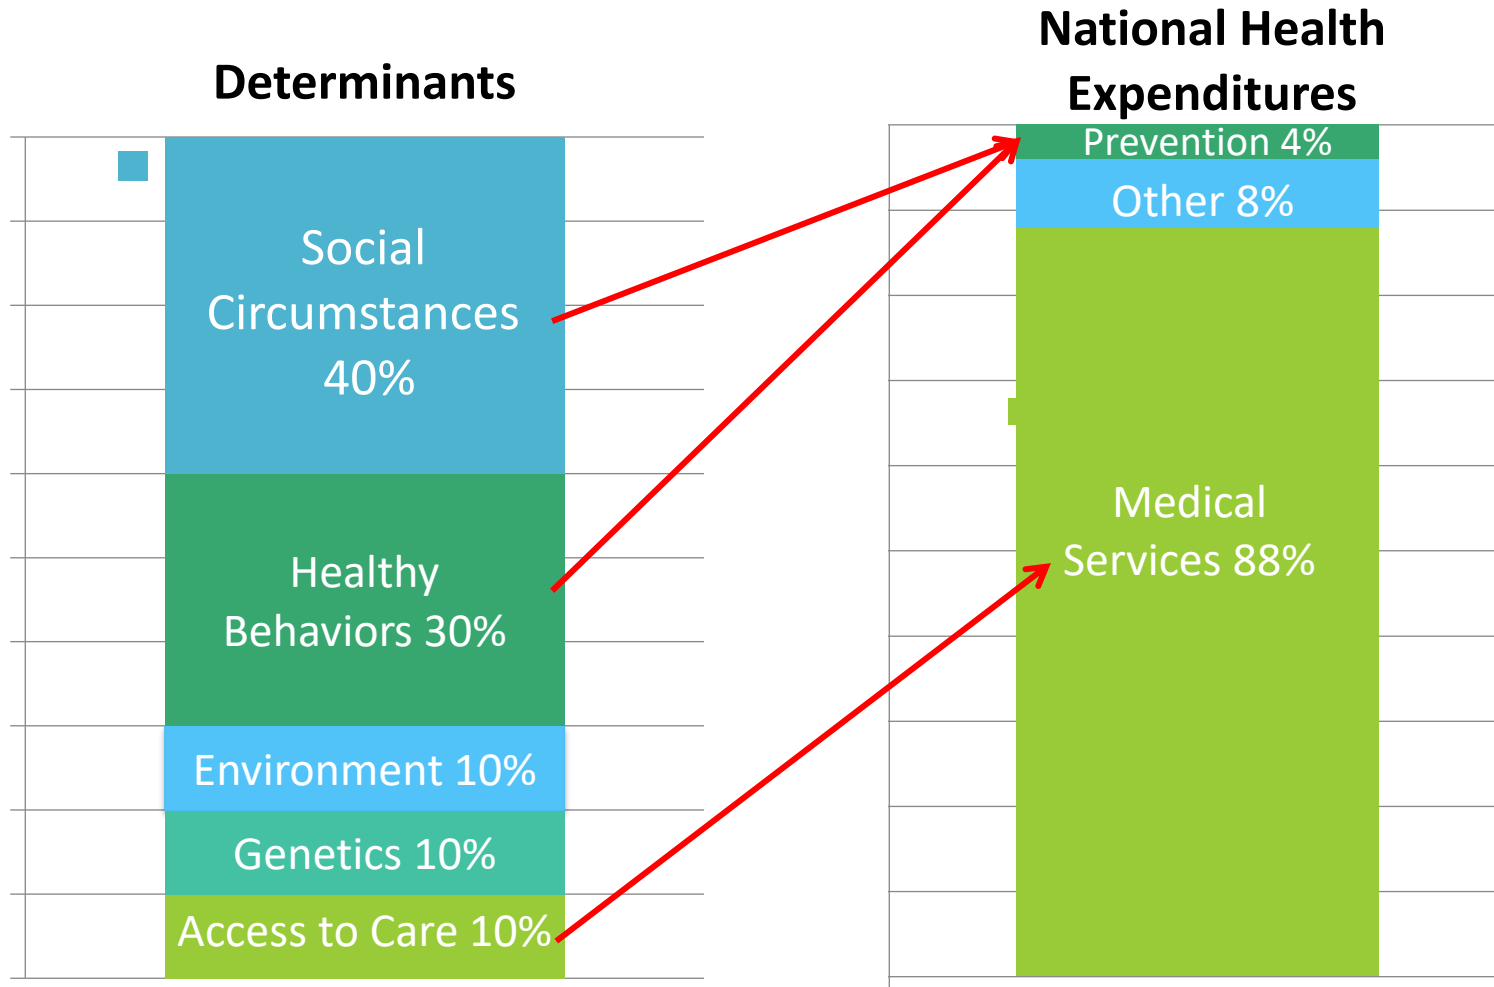 Determinants
Social
Circumstances
40%
Healthy
Behaviors 30%
Environment 10%
Genetics 10%
Access to Care 10%
National Health
Expenditures
Prevention 4%
Other 8%
Medical
Services 88%